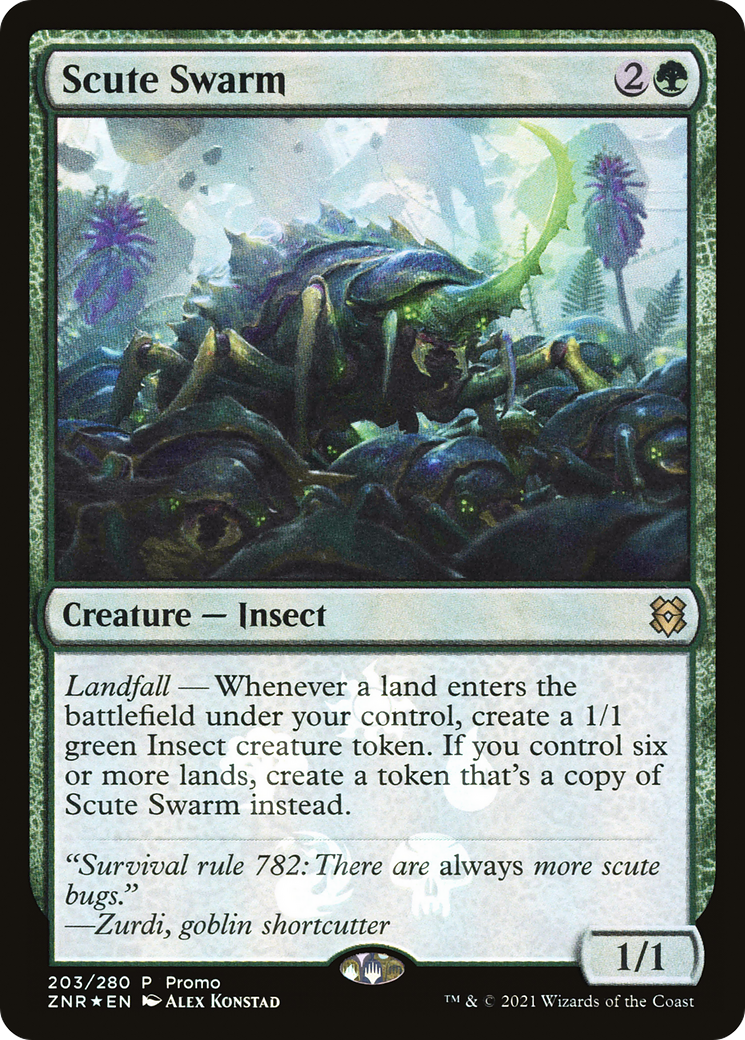 Scute Swarm 2
Creature — Insect
Landfall — Whenever a land enters the
battlefield under your control, create a 1/1
green Insect creature token. If you control six
or more lands, create a token that's a copy of
Scute Swarm instead.
“Survival rule 782: There are always more scute
bugs.”
—Zurdi, goblin shortcutter
1/1
203/280 P Promo
ZNR★EN Alex Konstad ™ & © 2021 Wizards of the Coast